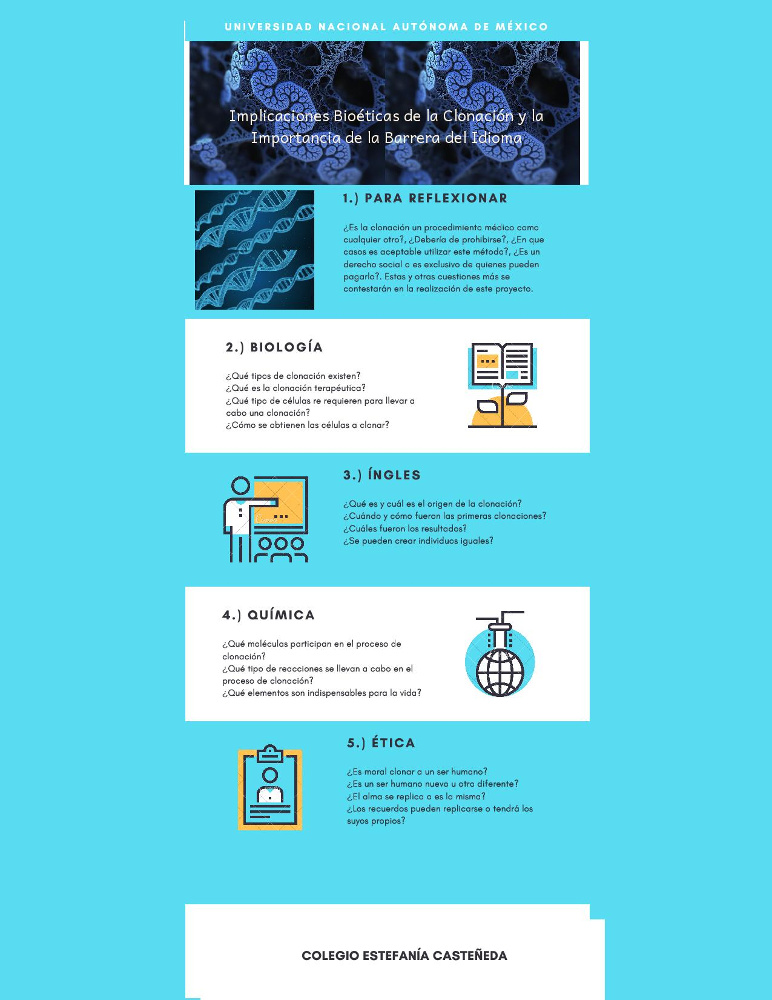 UNIVERSIDAD NACIONAL AUTÓNOMA DE MÉXICO
Implicaciones Bioéticas de la Clonación y la
Importancia de la Barrera del Idioma
1.) PARA REFLEXIONAR
¿Es la clonación un procedimiento médico como
cualquier otro?, ¿Debería de prohibirse?, ¿En que
casos es aceptable utilizar este método?, ¿Es un
derecho social o es exclusivo de quienes pueden
pagarlo?. Estas y otras cuestiones más se
contestarán en la realización de este proyecto.
2.) BIOLOGÍA
¿Qué tipos de clonación existen?
¿Qué es la clonación terapéutica?
¿Qué tipo de células re requieren para llevar a
cabo una clonación?
¿Cómo se obtienen las células a clonar?
Canva
3.) ÍNGLES
¿Qué es y cuál es el origen de la clonación?
¿Cuándo y cómo fueron las primeras clonaciones?
¿Cuáles fueron los resultados?
¿Se pueden crear individuos iguales?
Canva
4.) QUÍMICA
¿Qué moléculas participan en el proceso de
clonación?
¿Qué tipo de reacciones se llevan a cabo en el
proceso de clonación?
¿Qué elementos son indispensables para la vida?
5.) ÉTICA
¿Es moral clonar a un ser humano?
¿Es un ser humano nuevo u otro diferente?
¿El alma se replica o es la misma?
¿Los recuerdos pueden replicarse o tendrá los
suyos propios?
COLEGIO ESTEFANÍA CASTEÑEDA